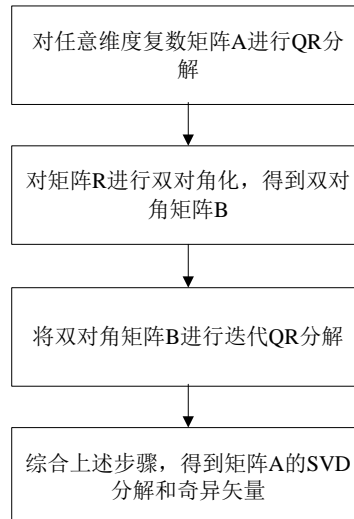 对任意维度复数矩阵A进行QR分
解
对矩阵R进行双对角化，得到双对
角矩阵B
将双对角矩阵B进行迭代QR分解
综合上述步骤，得到矩阵A的SVD
分解和奇异矢量